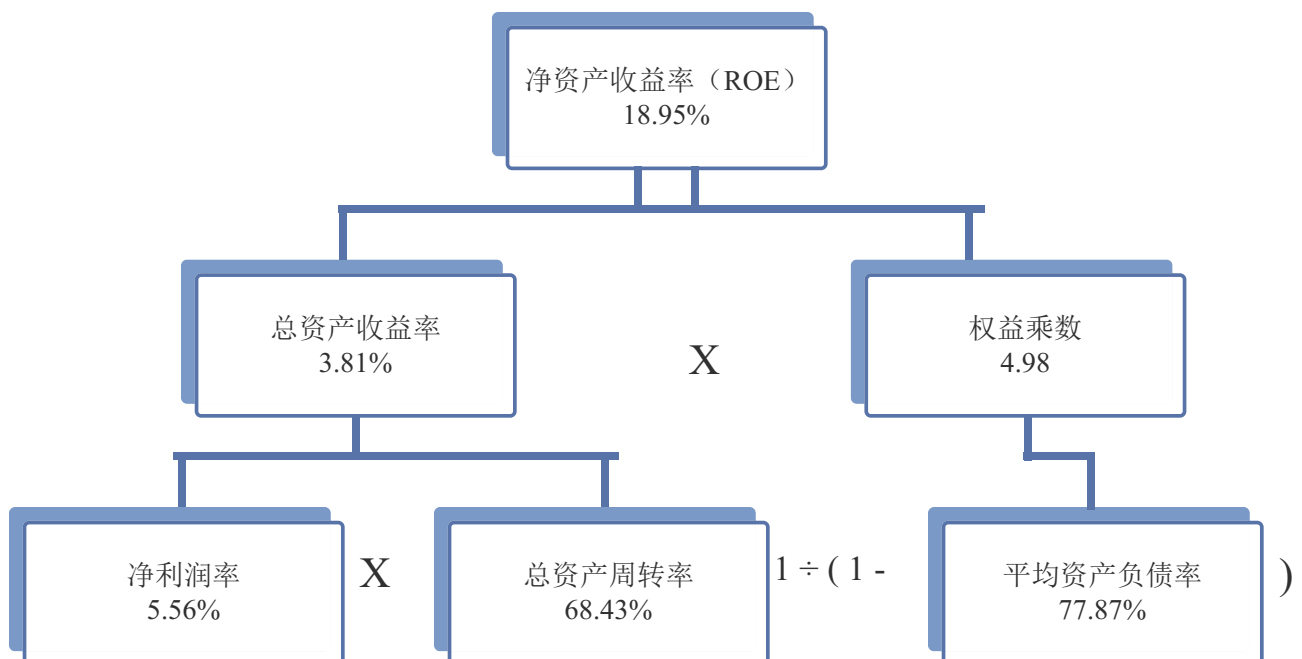 净资产收益率（ROE）
18.95%
总资产收益率
3.81%
X
权益乘数
4.98
净利润率
5.56%
X
总资产周转率
68.43%
1 ÷ ( 1 -
平均资产负债率
77.87%
)